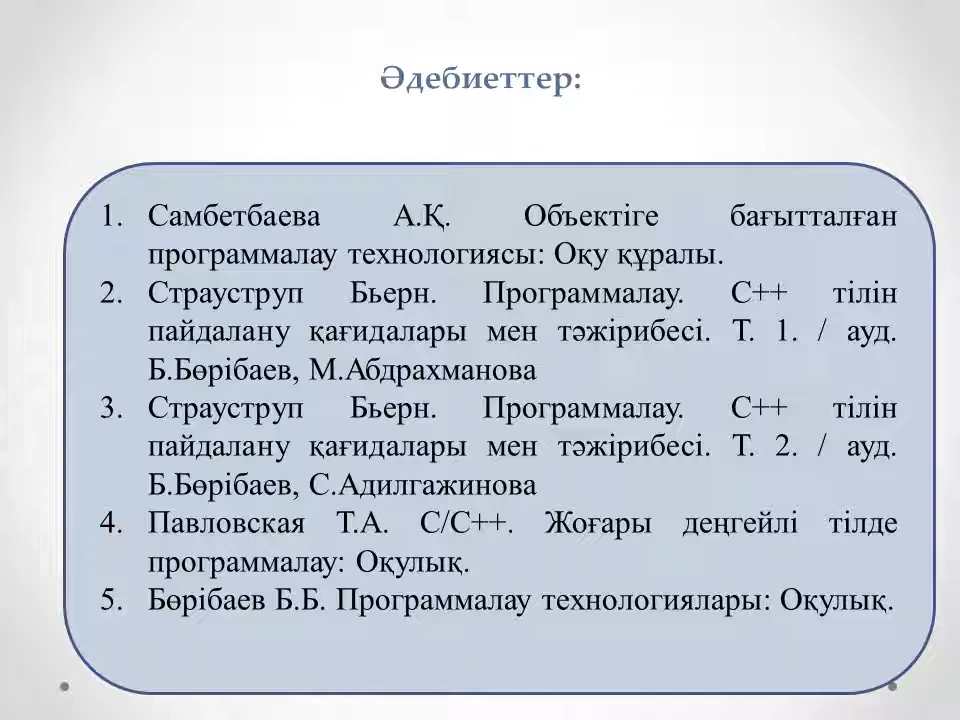 Әдебиеттер:
1. Самбетбаева А.Қ. Объектіге бағытталған
программалау технологиясы: Оқу құралы.
2. Страуструп Бьерн. Программалау. С++ тілін
пайдалану қағидалары мен тәжірибесі. Т. 1. / ауд.
Б.Бөрібаев, М.Абдрахманова
3. Страуструп Бьерн. Программалау. С++ тілін
пайдалану қағидалары мен тәжірибесі. Т. 2. / ауд.
Б.Бөрібаев, С.Адилгажинова
4. Павловская Т.А. С/С++. Жоғары деңгейлі тілде
программалау: Оқулық.
5. Бөрібаев Б.Б. Программалау технологиялары: Оқулық.